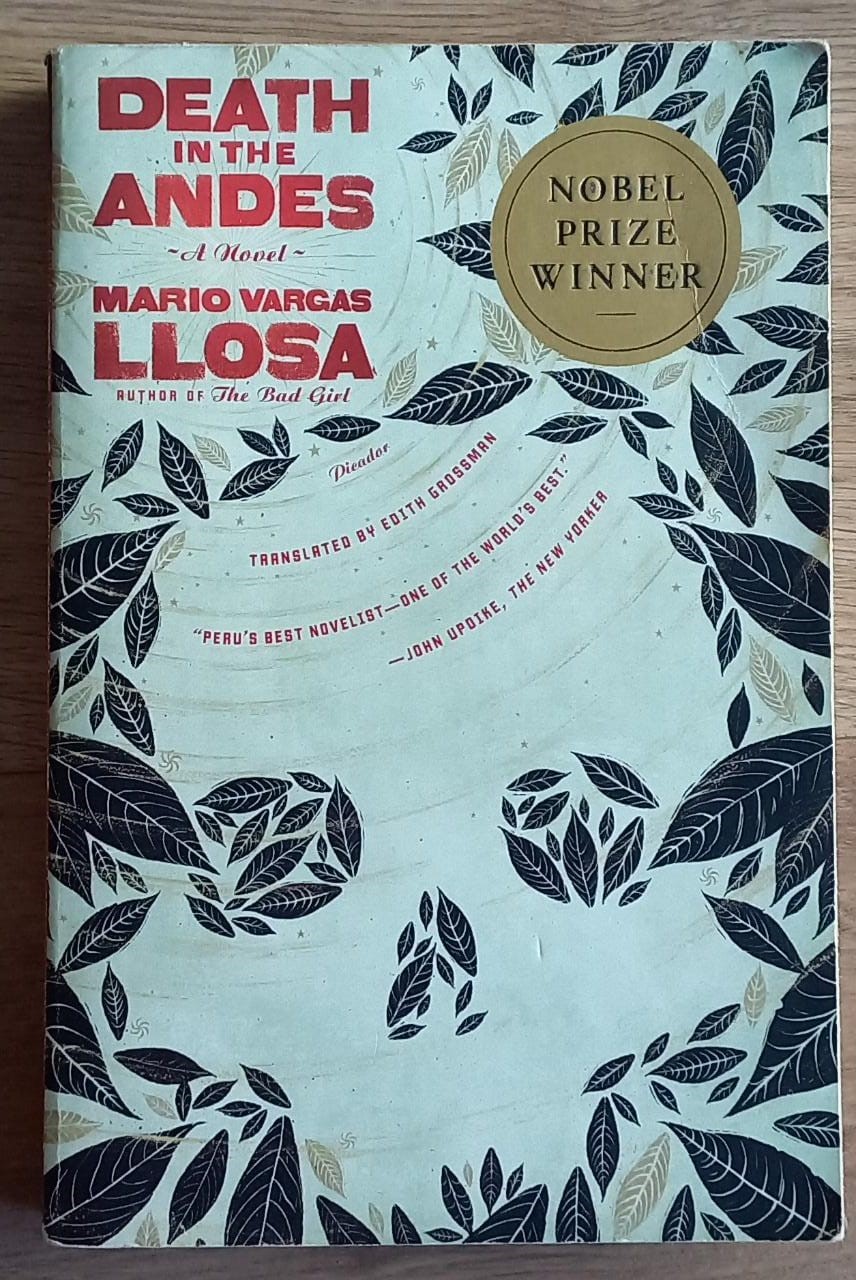 DEATH
IN THE
ANDES
~A Novel~
MARIO VARGAS
LLOSA
AUTHOR OF The Bad Girl
NOBEL
PRIZE
WINNER
Picador
TRANSLATED BY EDITH GROSSMAN
“PERU’S BEST NOVELIST—ONE OF THE WORLD’S BEST.”
—JOHN UPDIKE, THE NEW YORKER